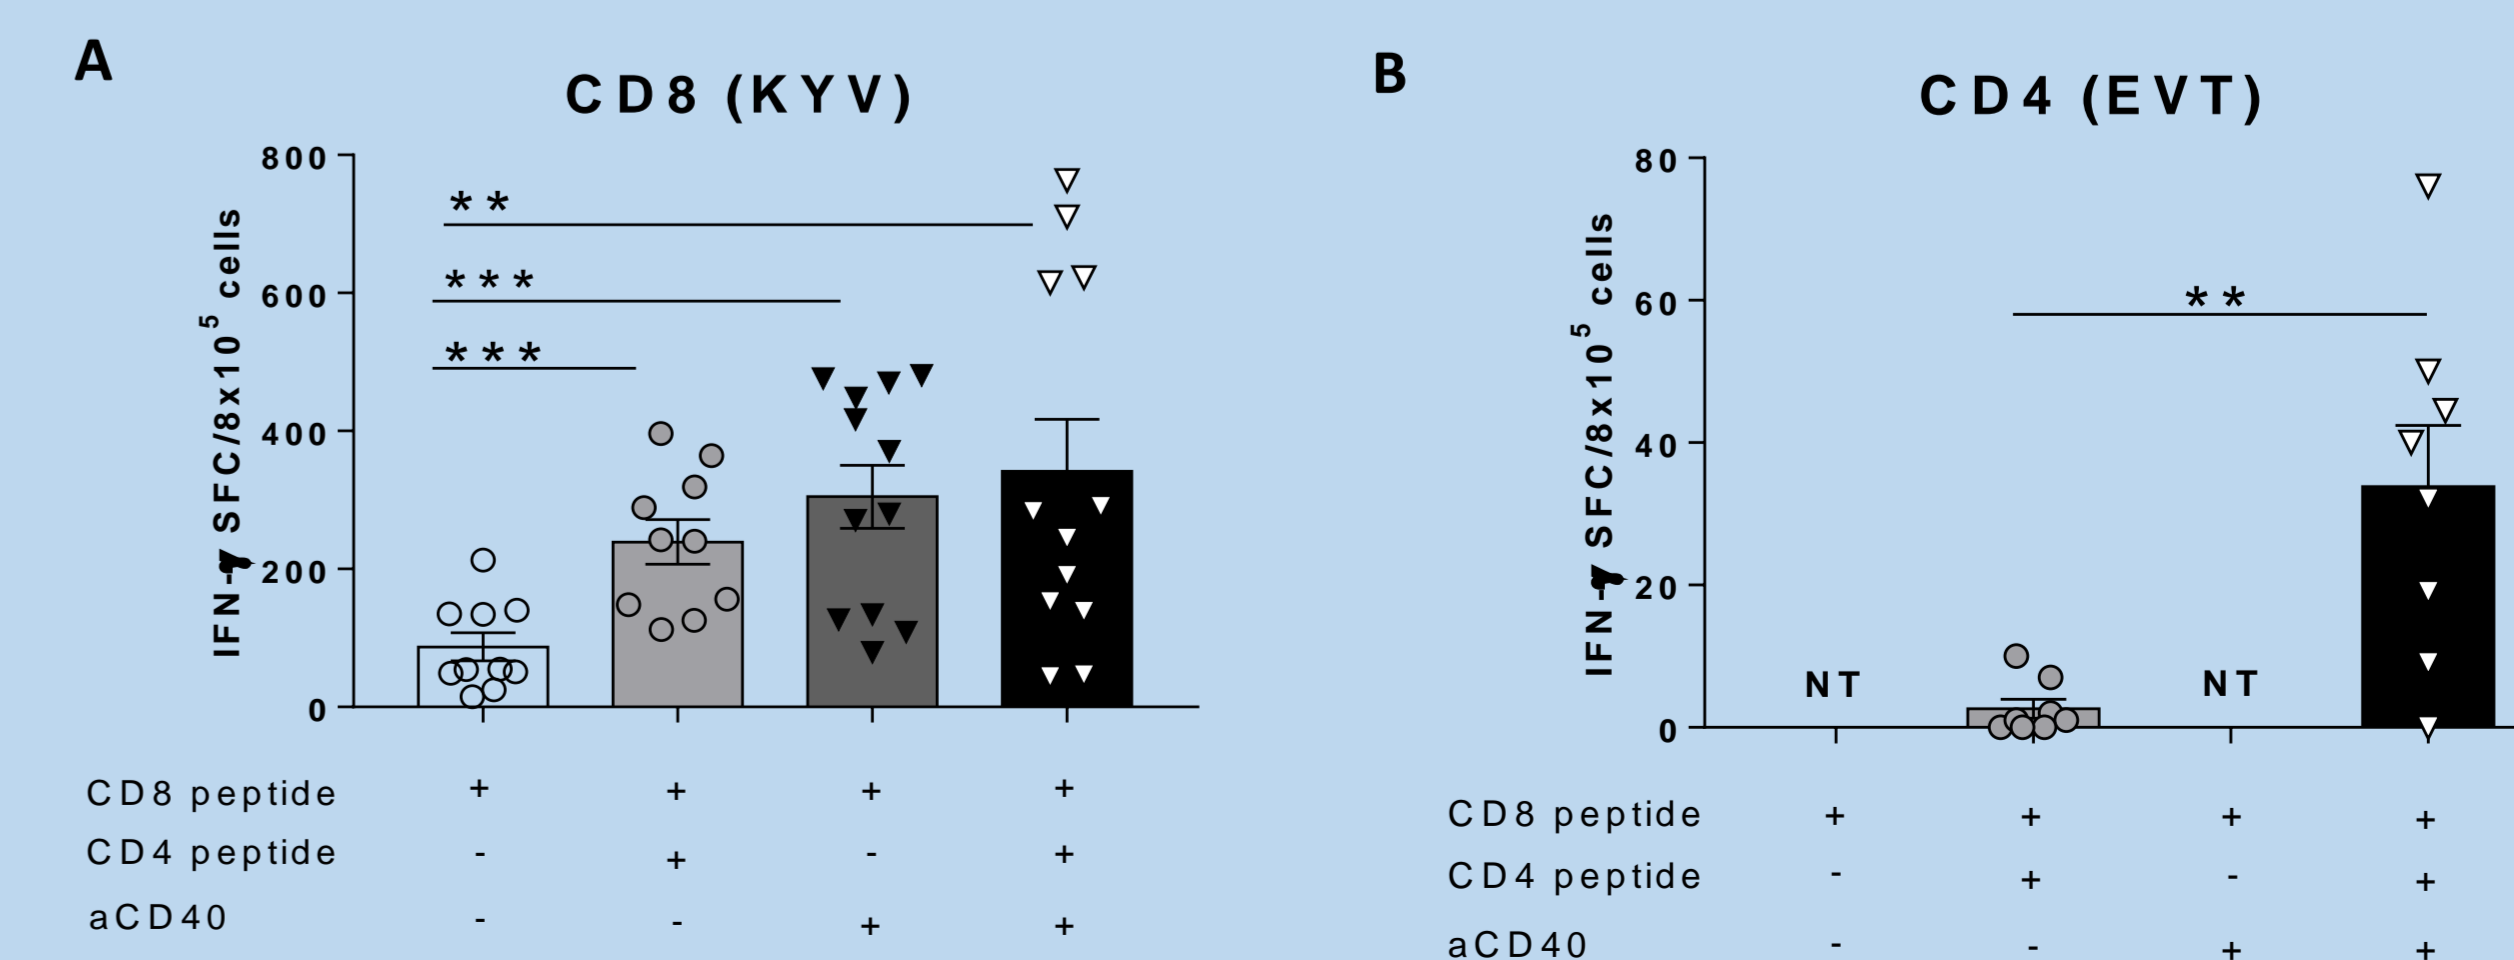 A
CD8 (KYV)
800
600
400
200
0
IFN-γ SFC/8x10⁵ cells
**
***
***
CD8 peptide + + + +
CD4 peptide - + - +
aCD40 - - + +
B
CD4 (EVT)
80
60
40
20
0
IFN-γ SFC/8x10⁵ cells
**
NT
NT
CD8 peptide + + + +
CD4 peptide - + - +
aCD40 - - + +